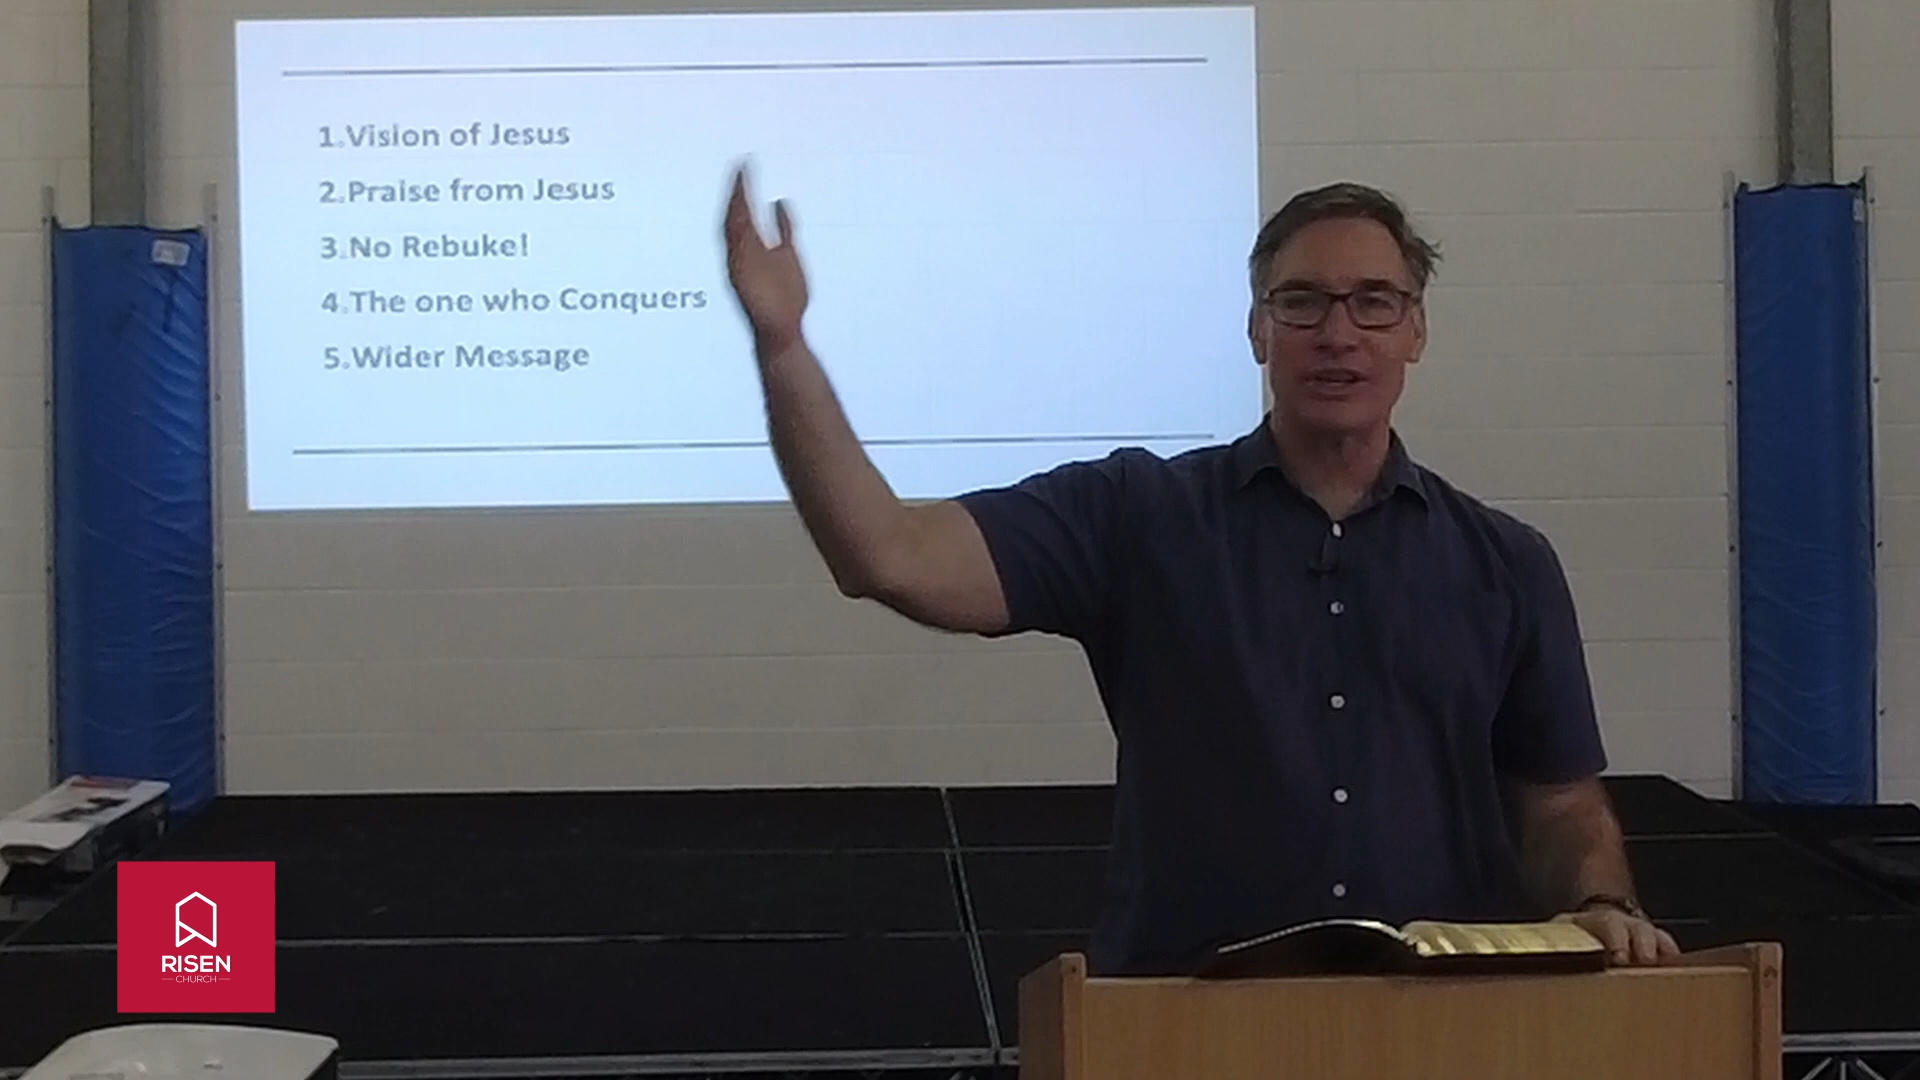 1.Vision of Jesus
2.Praise from Jesus
3.No Rebuke!
4.The one who Conquers
5.Wider Message
RISEN
CHURCH